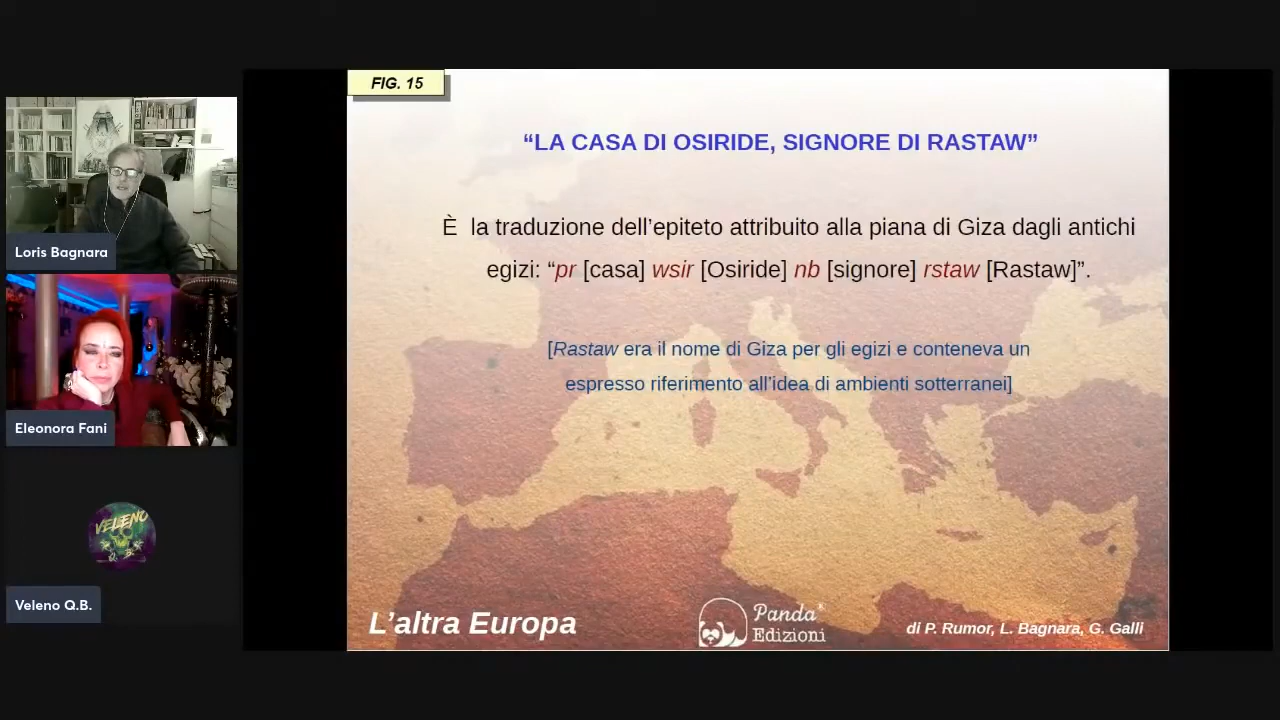 FIG. 15
“LA CASA DI OSIRIDE, SIGNORE DI RASTAW”
È la traduzione dell’epiteto attribuito alla piana di Giza dagli antichi
egizi: “pr [casa] wsir [Osiride] nb [signore] rstaw [Rastaw]”.
[Rastaw era il nome di Giza per gli egizi e conteneva un
espresso riferimento all’idea di ambienti sotterranei]
L’altra Europa
Panda
Edizioni
di P. Rumor, L. Bagnara, G. Galli
Loris Bagnara
Eleonora Fani
VELENO
Q.B.
Veleno Q.B.